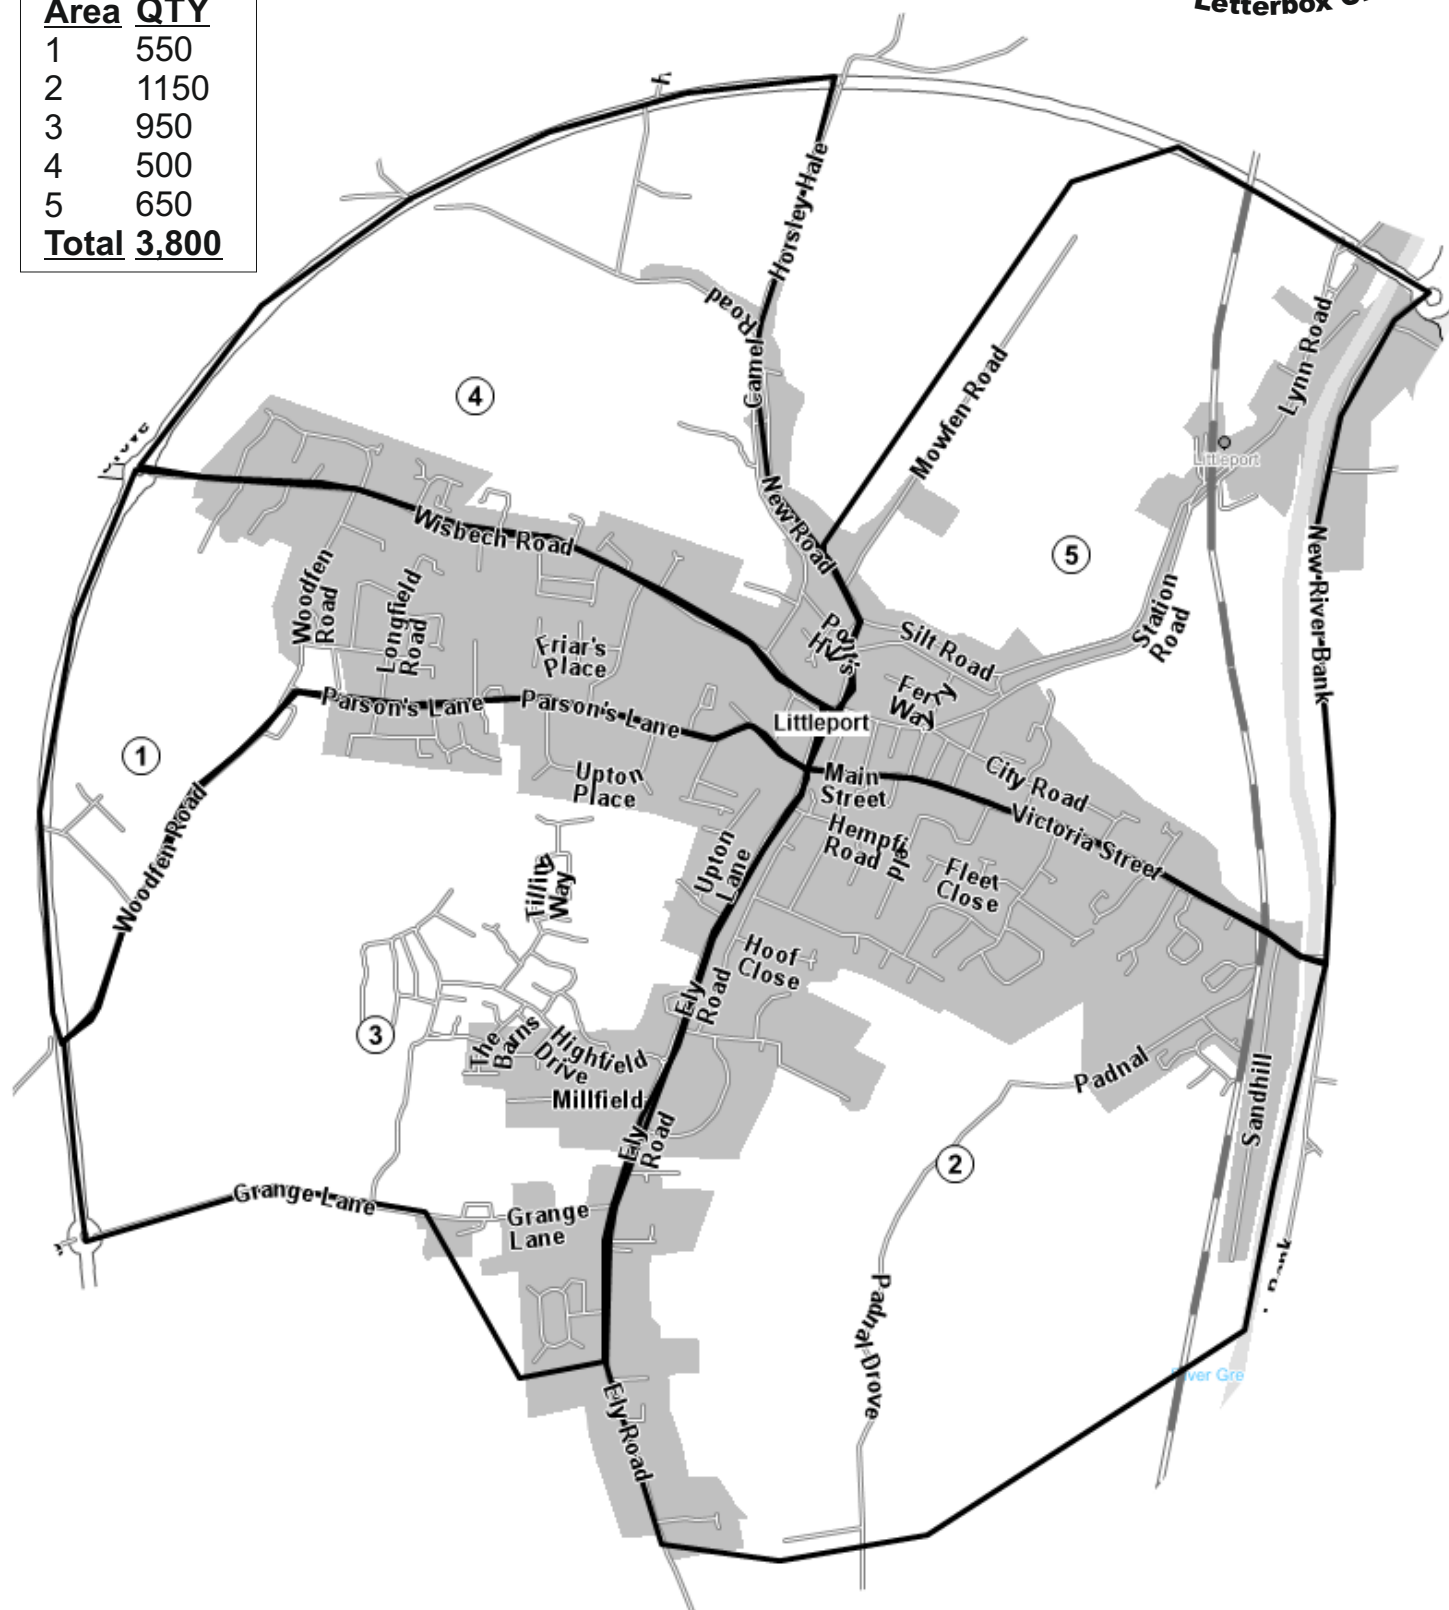 Area QTY
1 550
2 1150
3 950
4 500
5 650
Total 3,800
Letterbox
Horsley Hale
Camel Road
New Road
Mowfen Road
Lynn Road
Littleport
4
5
Wisbech Road
Woodfen
Road
Longfield
Road
Friar's
Place
Silt Road
Station
Road
New River Bank
Parson's Lane
Parson's Lane
Littleport
Main
Street
City Road
Victoria Street
1
Upton
Place
Upton
Lane
Hempfield
Road
Fleet
Close
Woodfen Road
Way
Hoof
Close
Ely
Road
3
The
Barns
Highfield
Drive
Millfield
Ely
Road
Padnal
Sandhill
2
Grange Lane
Grange
Lane
Padnal Drove
Ely Road